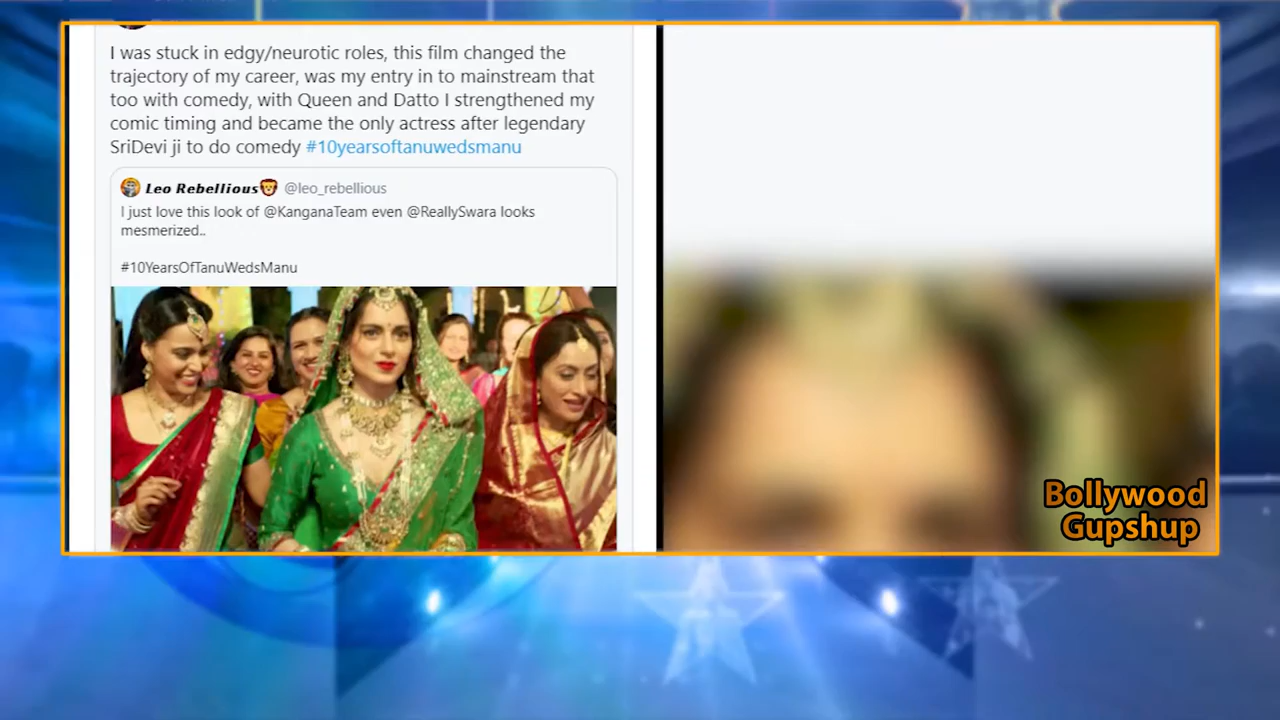 I was stuck in edgy/neurotic roles, this film changed the
trajectory of my career, was my entry in to mainstream that
too with comedy, with Queen and Datto I strengthened my
comic timing and became the only actress after legendary
SriDevi ji to do comedy #10yearsoftanuwedsmanu
Leo Rebellious🦁 @leo_rebellious
I just love this look of @KanganaTeam even @ReallySwara looks
mesmerized..
#10YearsOfTanuWedsManu
Bollywood
Gupshup